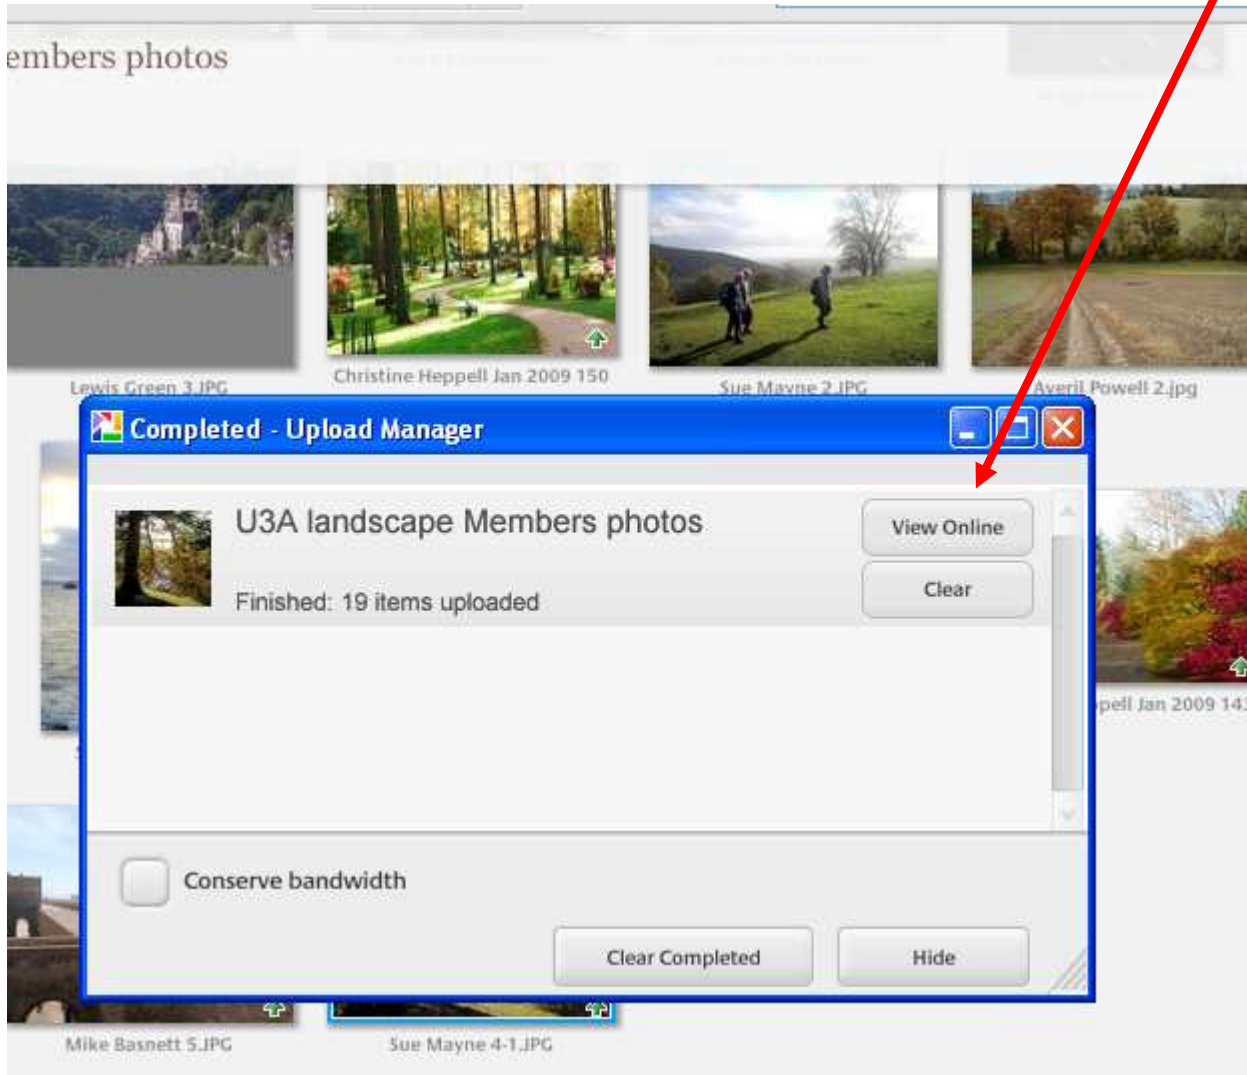 embers photos
Lewis Green 3.JPG
Christine Heppell Jan 2009 150
Sue Mayne 2.JPG
Averil Powell 2.jpg
Completed - Upload Manager
U3A landscape Members photos
View Online
Finished: 19 items uploaded
Clear
pell Jan 2009 143
Conserve bandwidth
Clear Completed
Hide
Mike Basnett 5.JPG
Sue Mayne 4-1.JPG